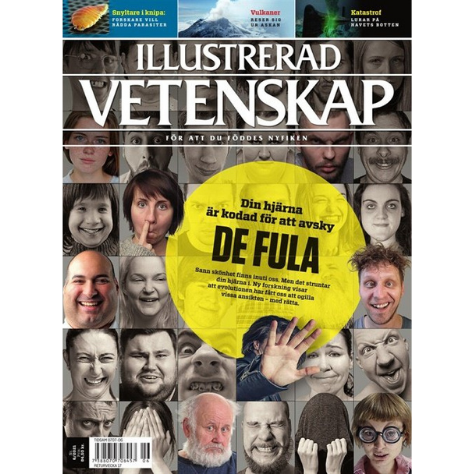 Snyltare i knipa:
FORSKARE VILL
RÄDDA PARASITER
Vulkaner
RESER SIG
UR ASKAN
Katastrof
LURAR PÅ
HAVETS BOTTEN
ILLUSTRERAD
VETENSKAP
FÖR ATT DU FÖDDES NYFIKEN
Din hjärna
är kodad för att avsky
DE FULA
Sann skönhet finns inuti oss. Men det struntar
din hjärna i. Ny forskning visar
att evolutionen har fått oss att ogilla
vissa ansikten – med rätta.